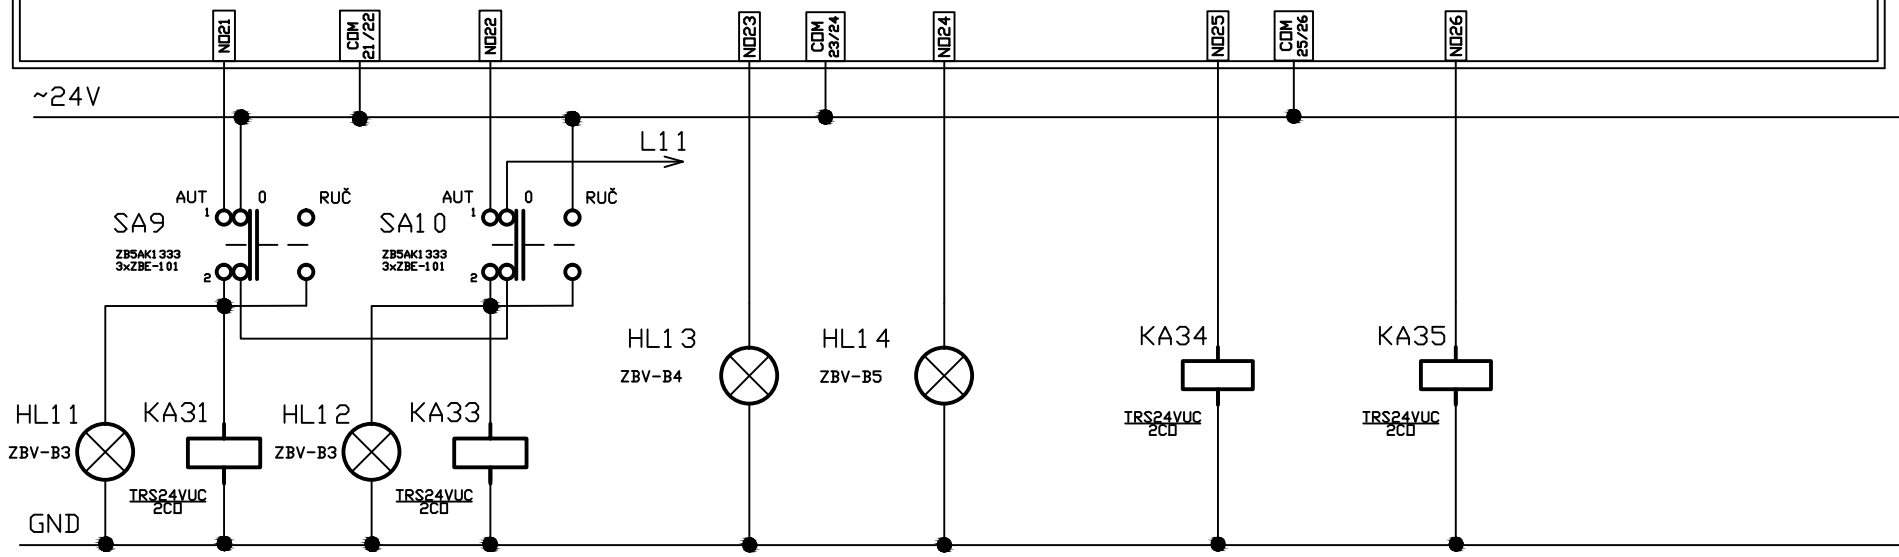 NO21
COM
21/22
NO22
NO23
COM
23/24
NO24
NO25
COM
25/26
NO26
~24V
L11
AUT
0
RUČ
AUT
0
RUČ
1
1
SA9
SA10
ZB5AK1333
3xZBE-101
ZB5AK1333
3xZBE-101
2
2
HL13
ZBV-B4
HL14
ZBV-B5
KA34
KA35
TRS24VUC
2CO
TRS24VUC
2CO
HL11
ZBV-B3
KA31
HL12
ZBV-B3
KA33
TRS24VUC
2CO
TRS24VUC
2CO
GND